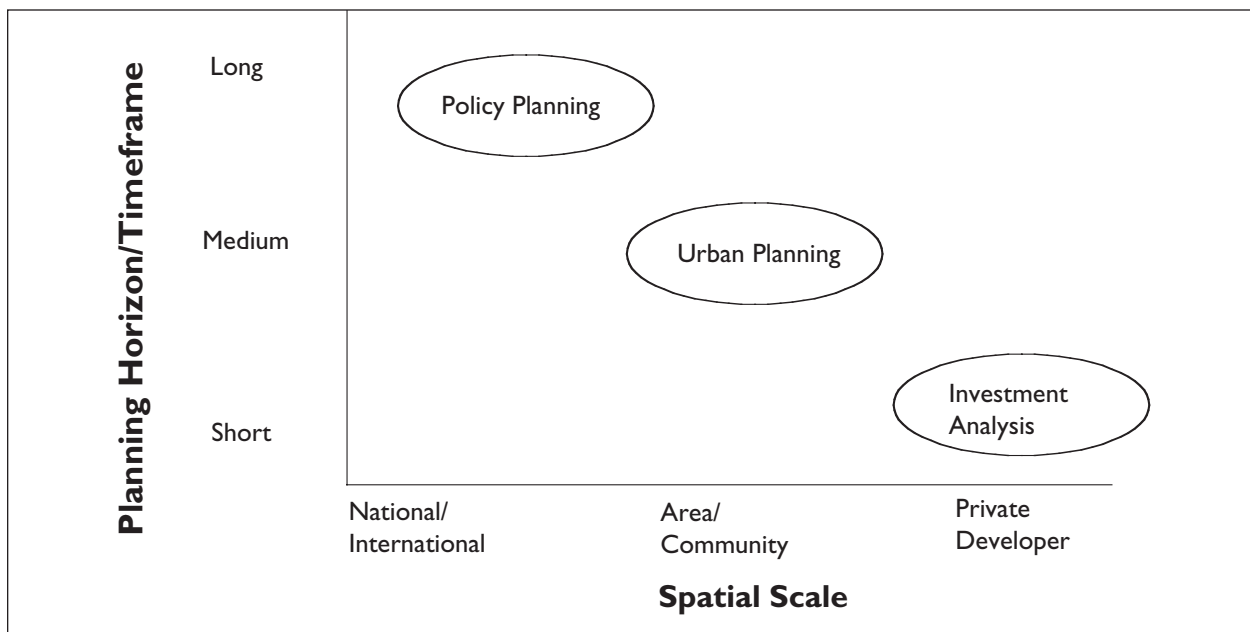 Planning Horizon/Timeframe
Long
Policy Planning
Medium
Urban Planning
Short
Investment
Analysis
National/
International
Area/
Community
Private
Developer
Spatial Scale